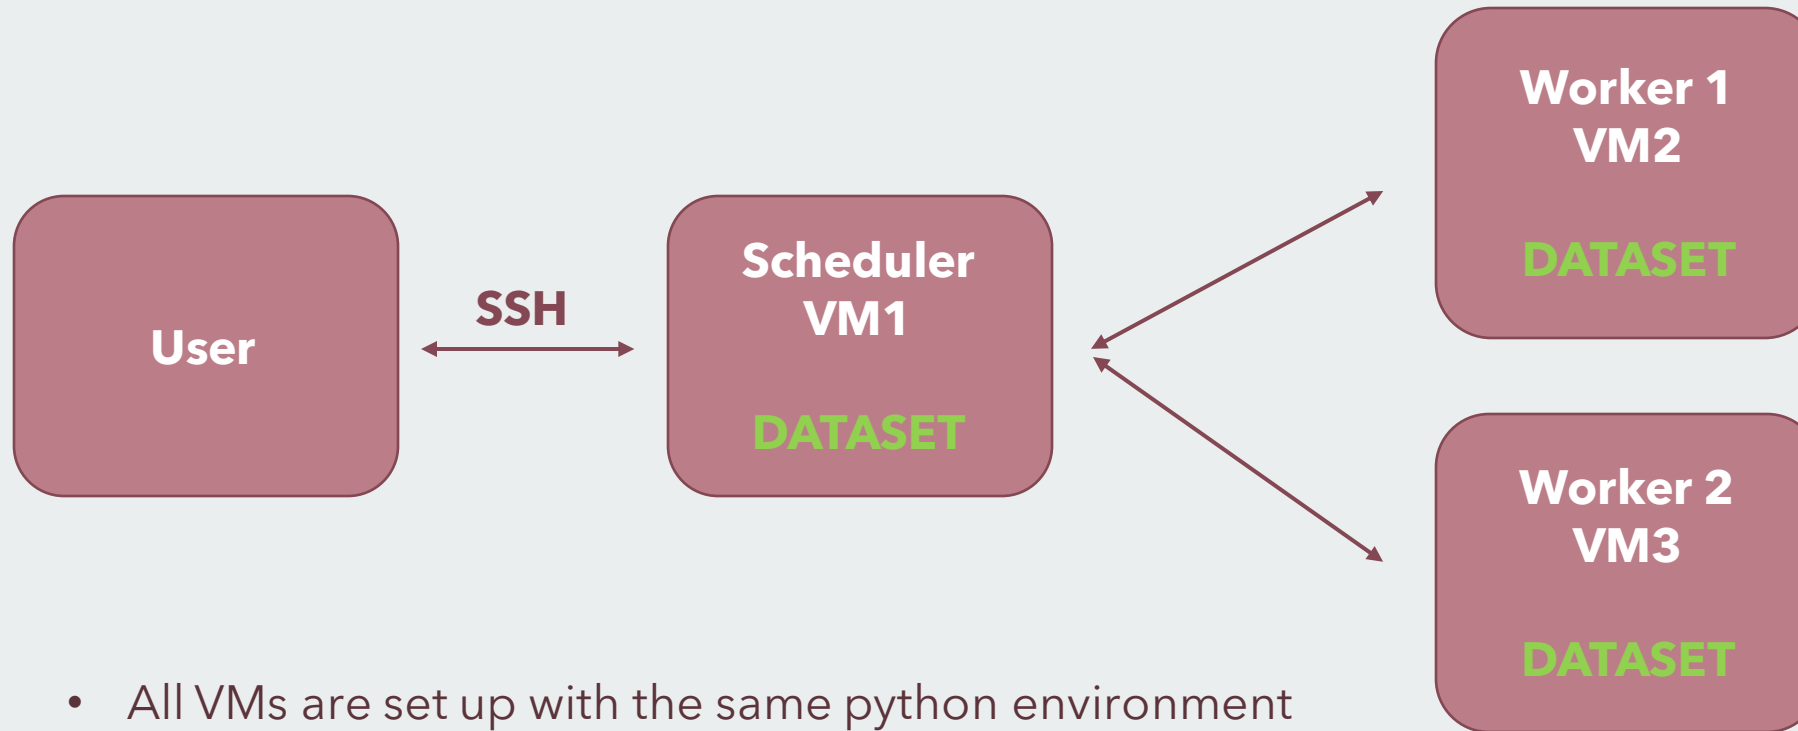 User
SSH
Scheduler
VM1
DATASET
Worker 1
VM2
DATASET
Worker 2
VM3
DATASET
• All VMs are set up with the same python environment